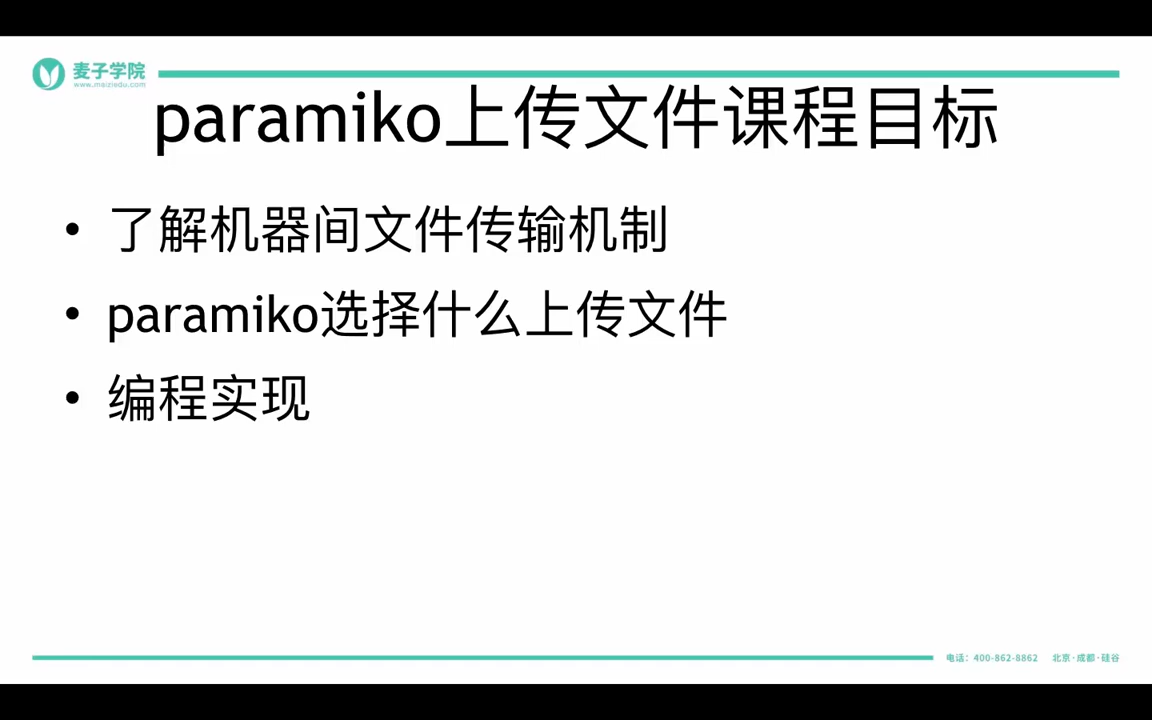 麦子学院
www.maiziedu.com
paramiko上传文件课程目标
• 了解机器间文件传输机制
• paramiko选择什么上传文件
• 编程实现
电话：400-862-8862 北京·成都·硅谷